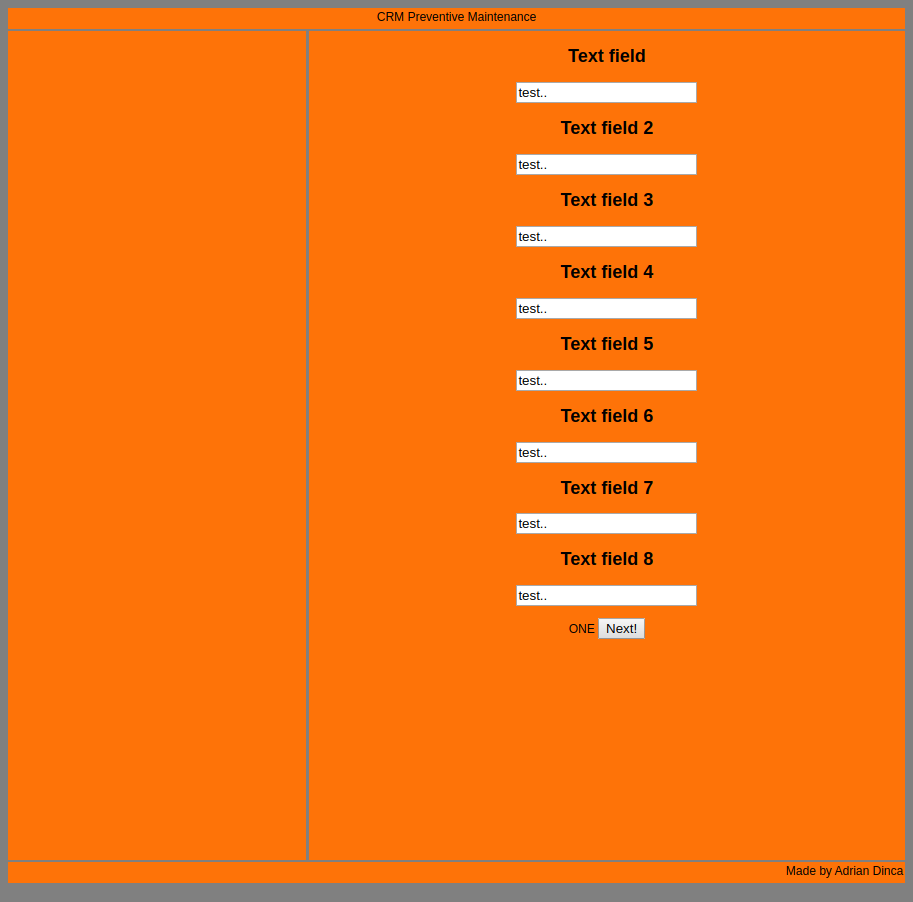 CRM Preventive Maintenance
Text field
test..
Text field 2
test..
Text field 3
test..
Text field 4
test..
Text field 5
test..
Text field 6
test..
Text field 7
test..
Text field 8
test..
ONE Next!
Made by Adrian Dinca